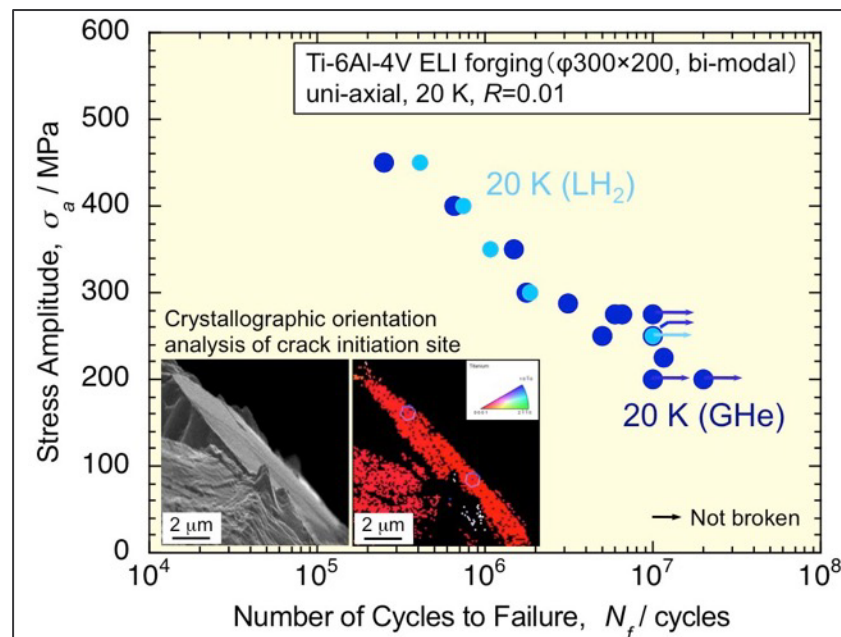 600
500
400
300
200
100
0
Stress Amplitude, σa / MPa
Ti-6Al-4V ELI forging(φ300×200, bi-modal)
uni-axial, 20 K, R=0.01
20 K (LH2)
Crystallographic orientation
analysis of crack initiation site
Titanium
0001
2 μm
2 μm
20 K (GHe)
Not broken
10^4
10^5
10^6
10^7
10^8
Number of Cycles to Failure, Nf / cycles